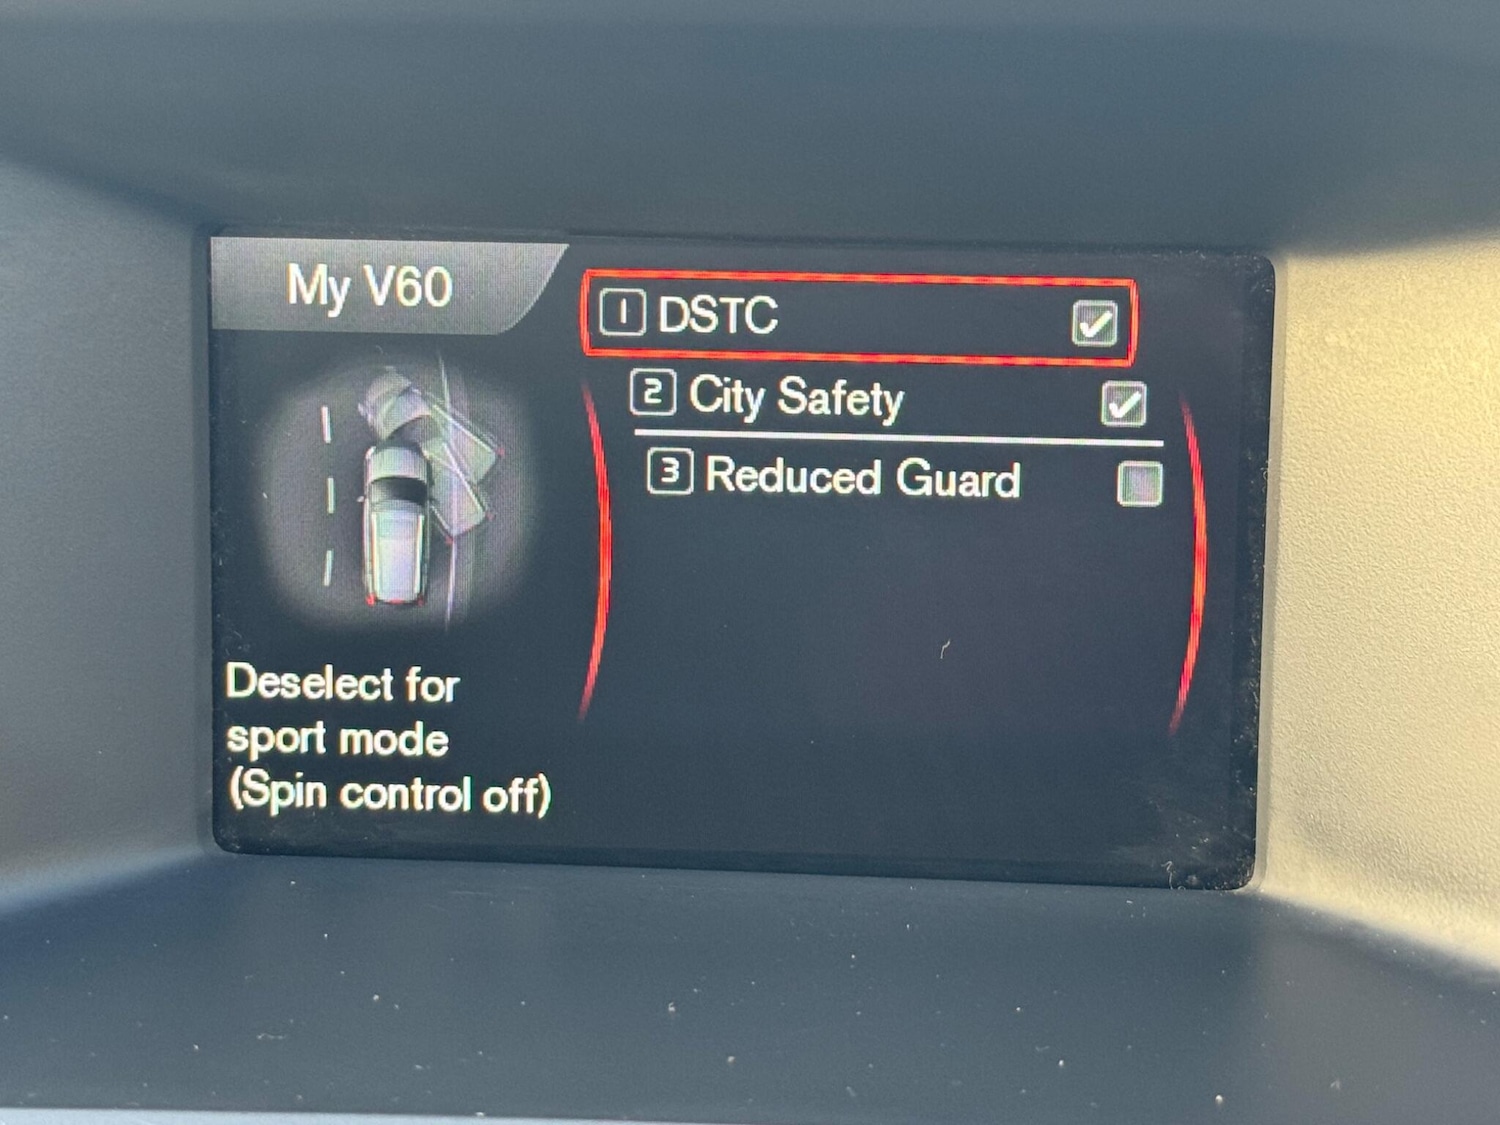 My V60
1 DSTC
2 City Safety
3 Reduced Guard
Deselect for
sport mode
(Spin control off)